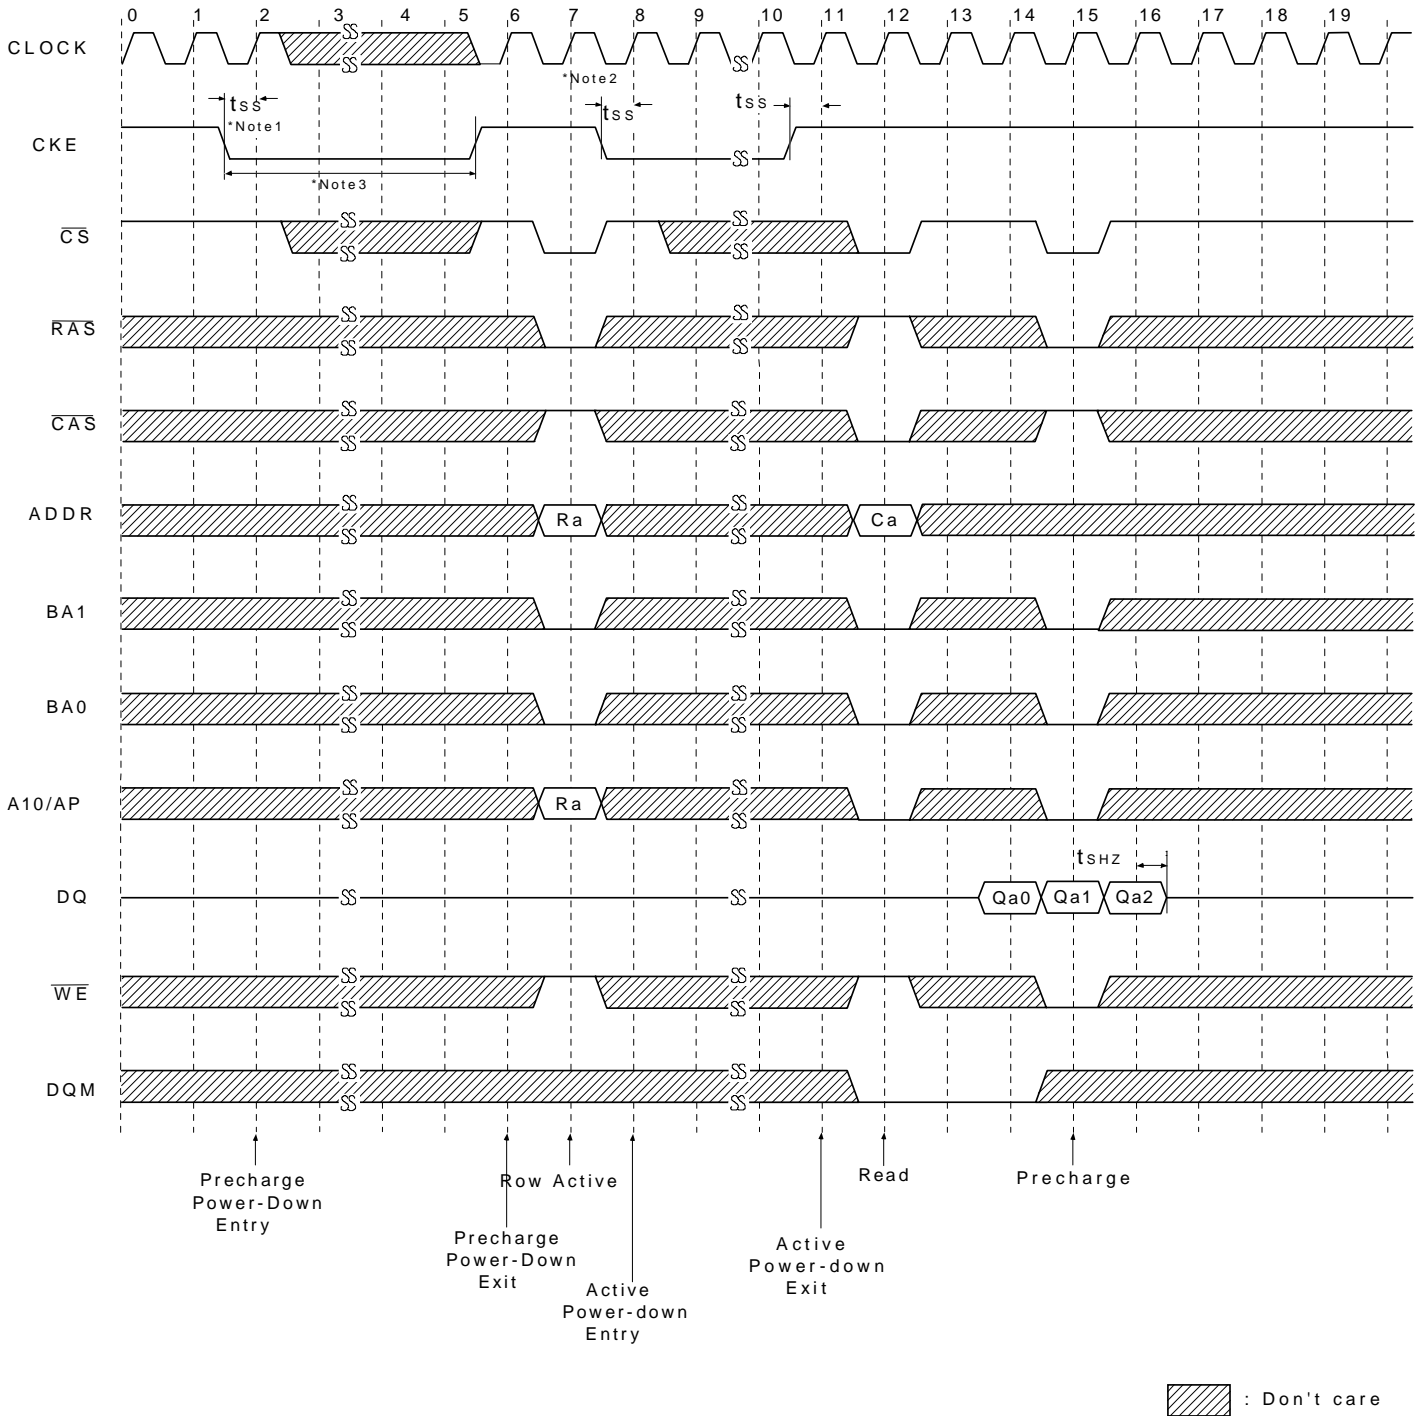 0 1 2 3 4 5 6 7 8 9 10 11 12 13 14 15 16 17 18 19
CLOCK
*Note2
tSS
*Note1
tSS
tSS
CKE
*Note3
CS
RAS
CAS
ADDR
Ra
Ca
BA1
BA0
A10/AP
Ra
tSHZ
DQ
Qa0 Qa1 Qa2
WE
DQM
Precharge
Power-Down
Entry
Row Active
Precharge
Power-Down
Exit
Active
Power-down
Entry
Active
Power-down
Exit
Read
Precharge
: Don't care